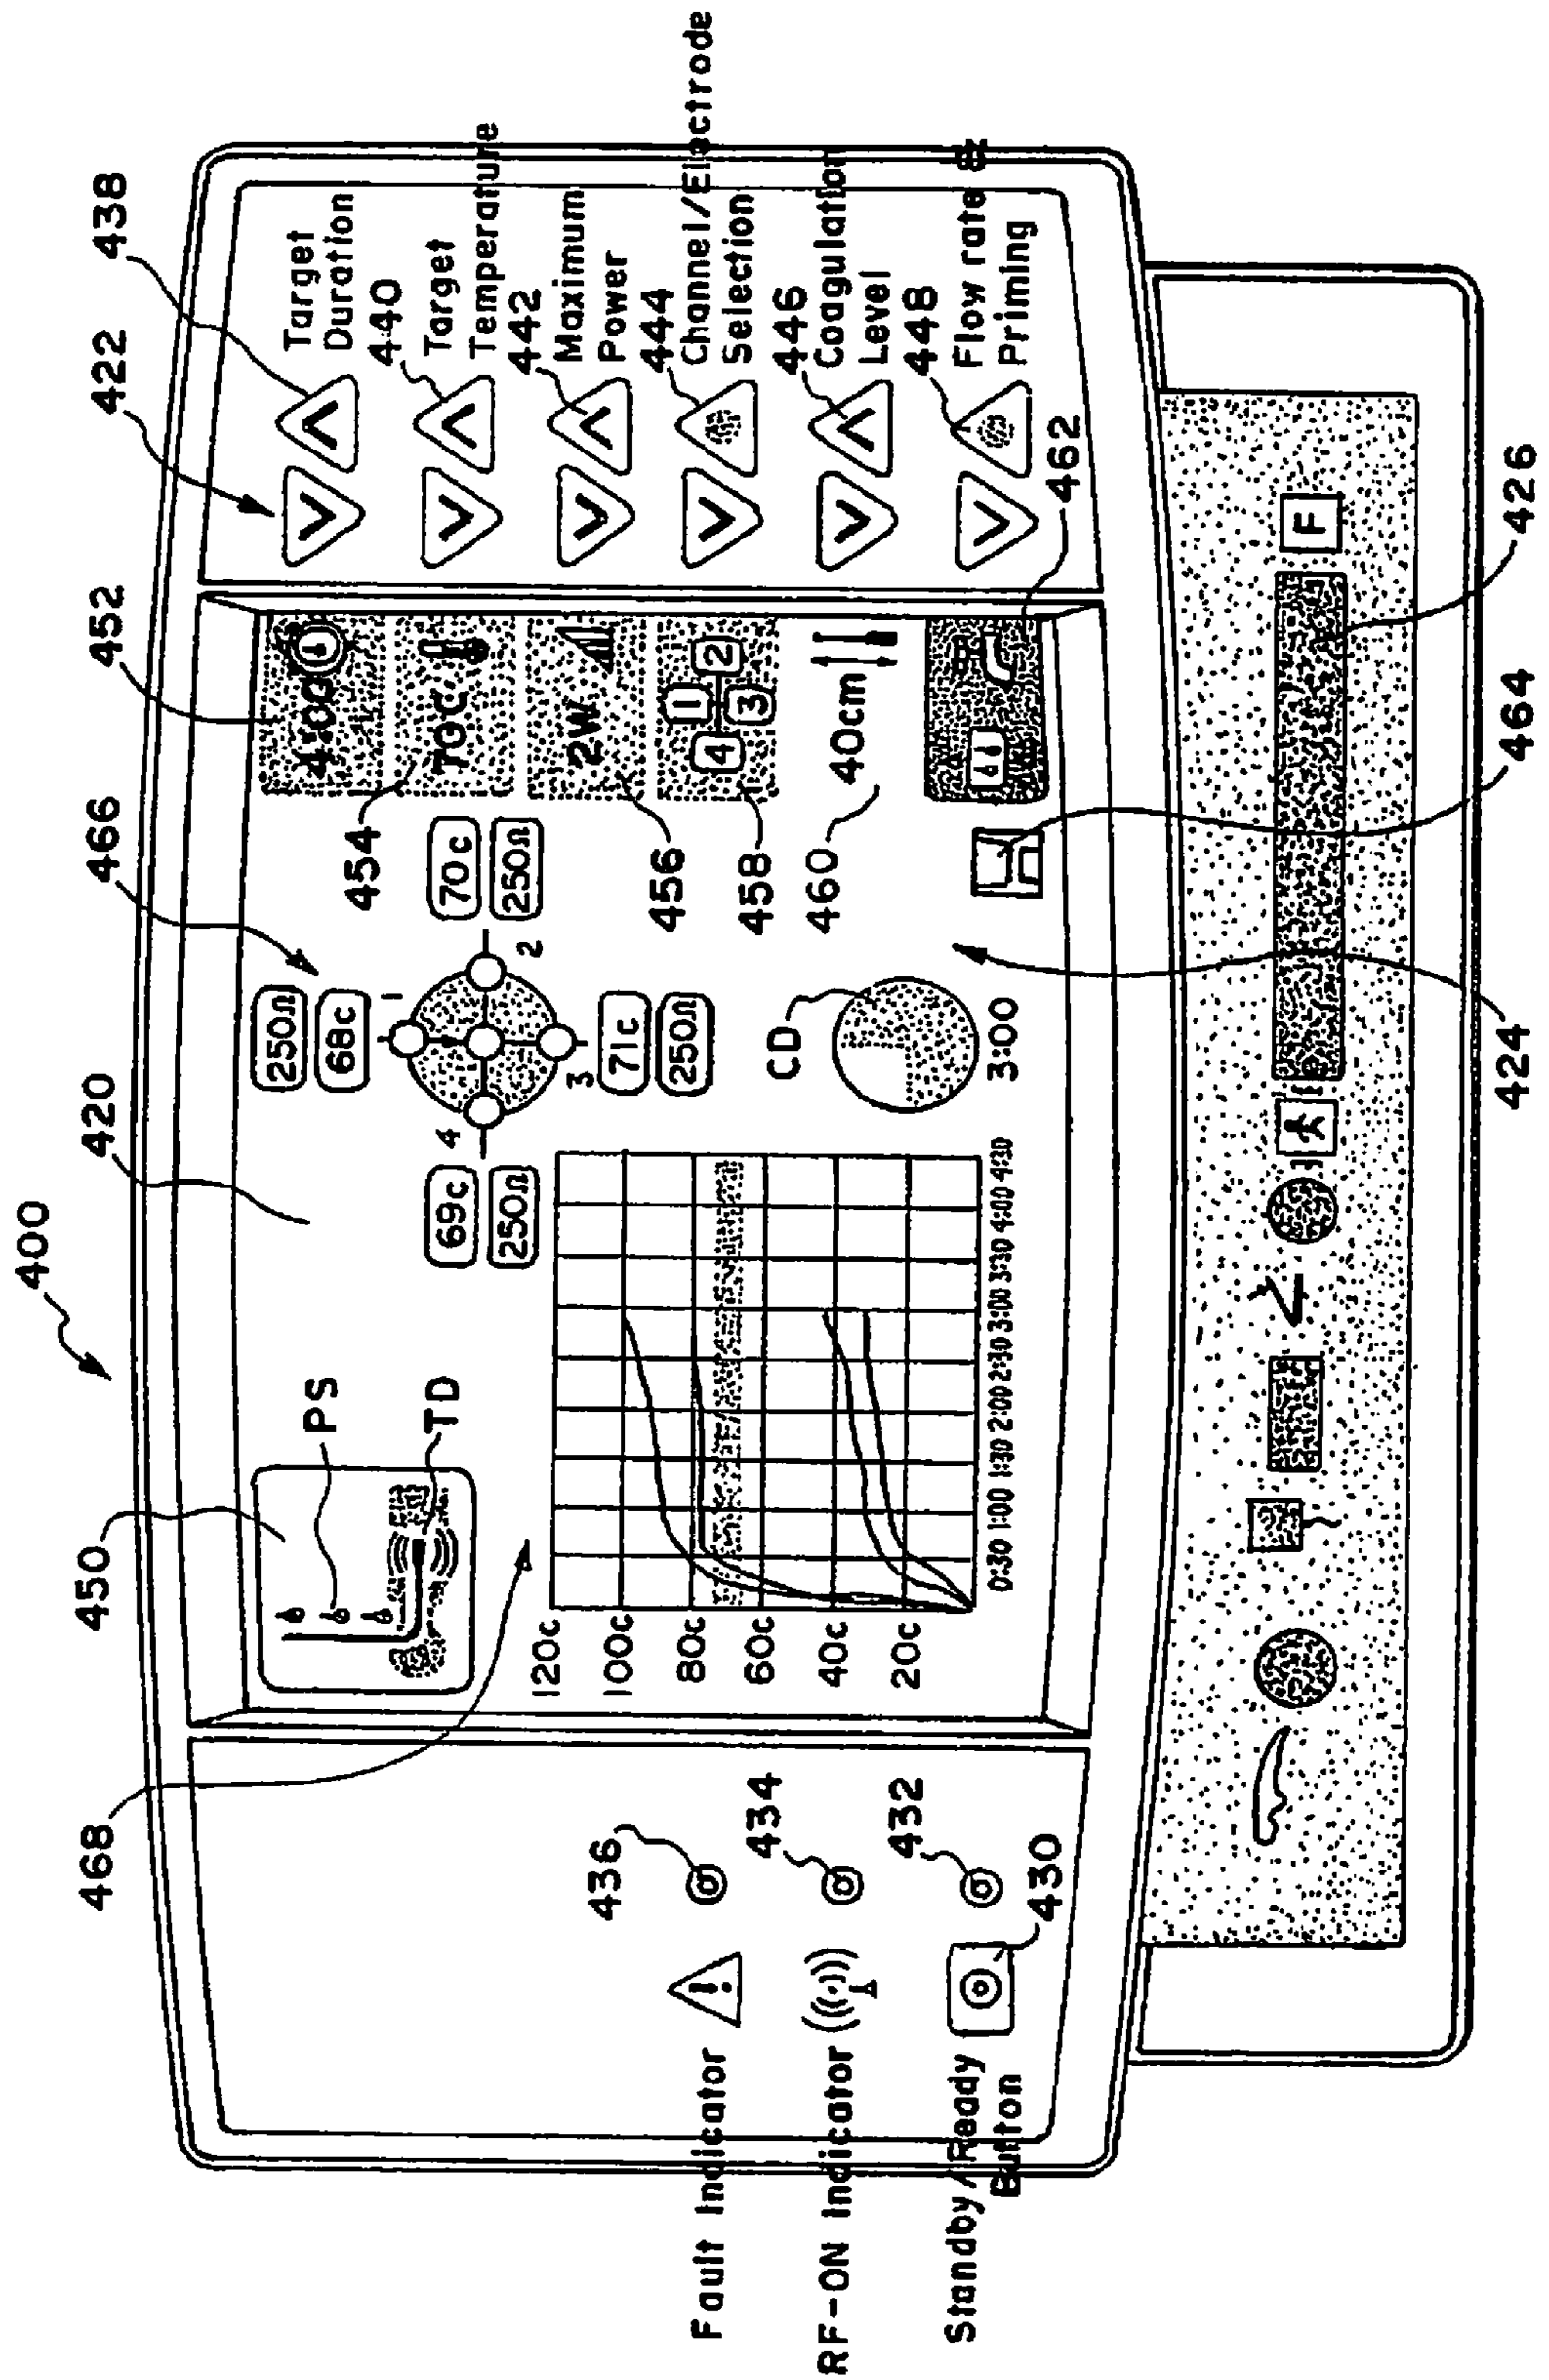 400
468
450
420
466
452
422
438
PS
TD
250Ω
68c
1
69c
250Ω
4
2
70c
250Ω
3
71c
250Ω
4:00
70C
2W
1
4
2
3
40cm
454
456
458
460
462
Target
Duration
440
Target
Temperature
442
Maximum
Power
444
Channel/Electrode
Selection
446
Coagulation
Level
448
Flow rate &
Priming
120c
100c
80c
60c
40c
20c
0:30 1:00 1:30 2:00 2:30 3:00 3:30 4:00 4:30
CD
3:00
436
434
432
430
Fault Indicator
!
RF-ON Indicator
Standby/Ready
Button
F
424
464
426